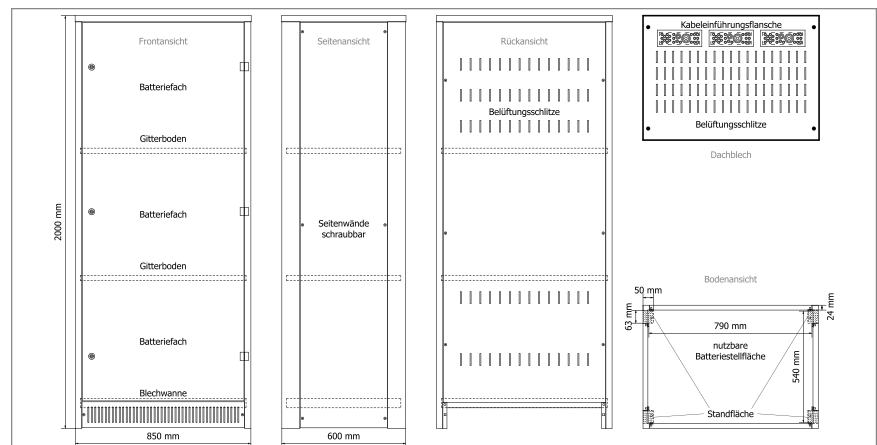 Frontansicht
Batteriefach
Gitterboden
Batteriefach
Gitterboden
Batteriefach
Blechwanne
2000 mm
850 mm
Seitenansicht
Seitenwände
schraubbar
600 mm
Rückansicht
Belüftungsschlitze
Kabeleinführungsflansche
Belüftungsschlitze
Dachblech
Bodenansicht
50 mm
63 mm
24 mm
790 mm
nutzbare
Batteriestellfläche
540 mm
Standfläche